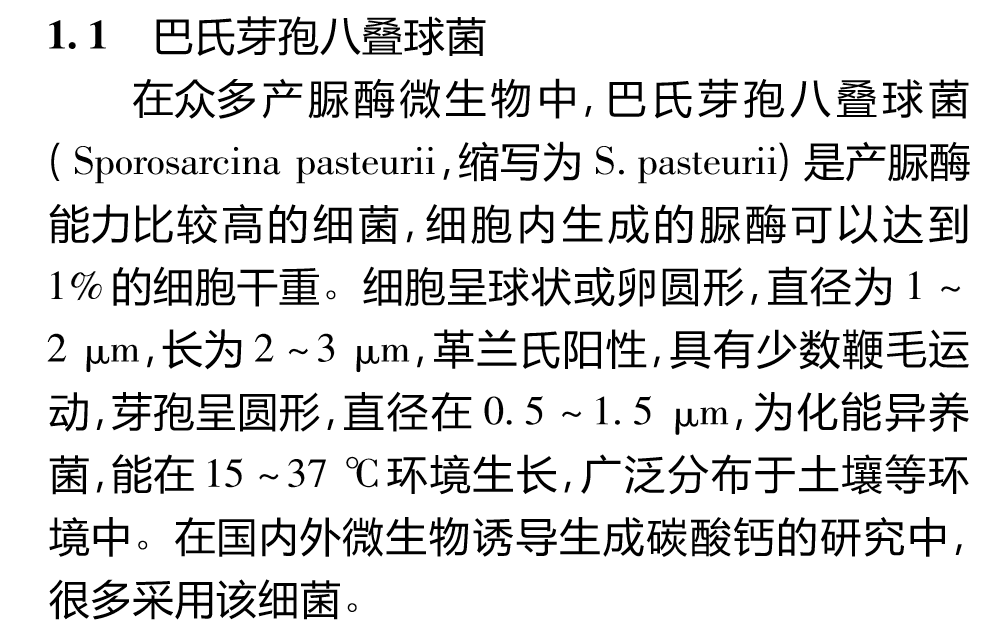 1.1 巴氏芽孢八叠球菌
在众多产脲酶微生物中,巴氏芽孢八叠球菌
( Sporosarcina pasteurii,缩写为 S. pasteurii) 是产脲酶
能力比较高的细菌,细胞内生成的脲酶可以达到
1%的细胞干重。细胞呈球状或卵圆形,直径为 1 ~
2 μm,长为 2 ~ 3 μm,革兰氏阳性,具有少数鞭毛运
动,芽孢呈圆形,直径在 0.5 ~ 1.5 μm,为化能异养
菌,能在 15 ~ 37 ℃环境生长,广泛分布于土壤等环
境中。在国内外微生物诱导生成碳酸钙的研究中,
很多采用该细菌。